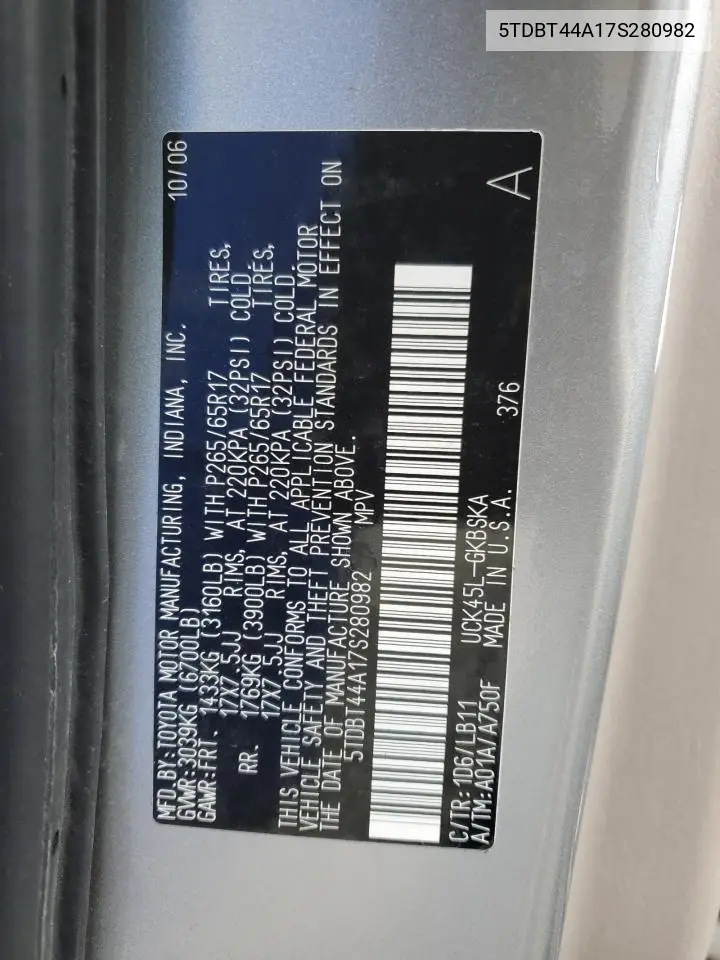 5TDBT44A17S280982
MFD.BY:TOYOTA MOTOR MANUFACTURING, INDIANA, INC. 10/06
GVWR:3039KG (6700LB)
GAWR:FRT. 1433KG (3160LB) WITH P265/65R17 TIRES,
17X7.5JJ RIMS, AT 220KPA (32PSI) COLD.
RR. 1769KG (3900LB) WITH P265/65R17 TIRES,
17X7.5JJ RIMS, AT 220KPA (32PSI) COLD.
THIS VEHICLE CONFORMS TO ALL APPLICABLE FEDERAL MOTOR
VEHICLE SAFETY AND THEFT PREVENTION STANDARDS IN EFFECT ON
THE DATE OF MANUFACTURE SHOWN ABOVE.
5TDBT44A17S280982 MPV
C/TR:1D6/LB11 UCK45L-GKBSKA
A/TM:A01A/A750F MADE IN U.S.A. 376 A